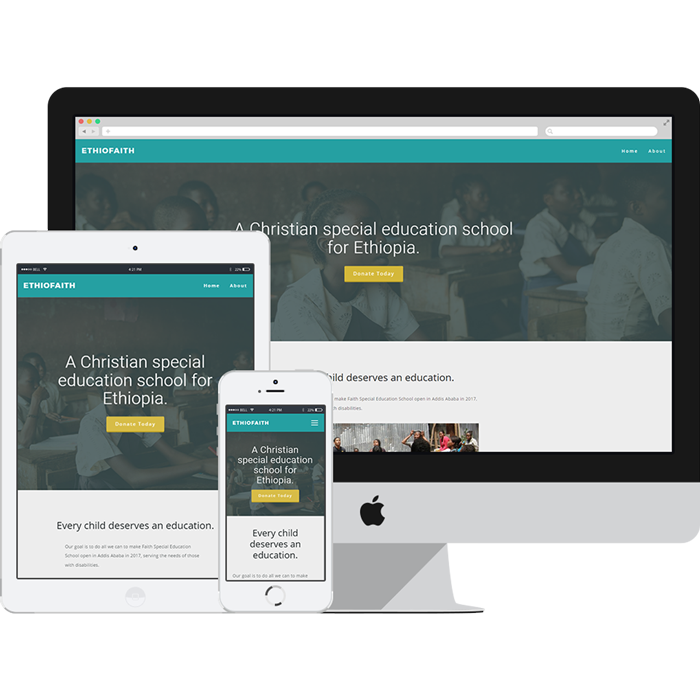 ETHIOFAITH
Home About
A Christian special education school
for Ethiopia.
Donate Today
ild deserves an education.
make Faith Special Education School open in Addis Ababa in 2017,
h disabilities.
BELL
4:21 PM
22%
ETHIOFAITH
Home About
A Christian special
education school for
Ethiopia.
Donate Today
Every child deserves an education.
Our goal is to do all we can to make Faith Special Education
School open in Addis Ababa in 2017, serving the needs of those
with disabilities.
BELL
4:21 PM
22%
ETHIOFAITH
A Christian
special education
school for
Ethiopia.
Donate Today
Every child
deserves an
education.
Our goal is to do all we can to make